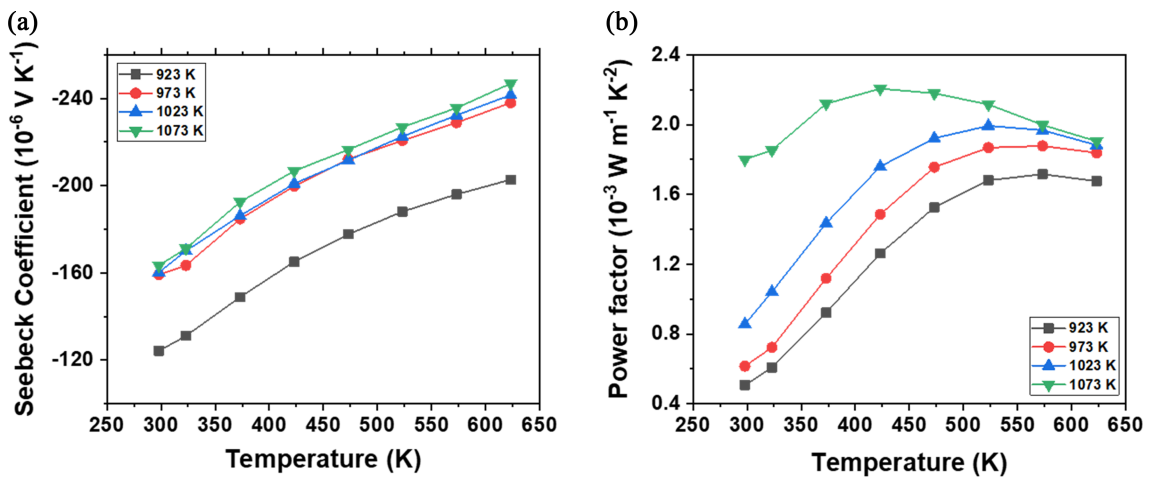 (a)
Seebeck Coefficient (10⁻⁶ V K⁻¹)
-240
-200
-160
-120
923 K
973 K
1023 K
1073 K
250 300 350 400 450 500 550 600 650
Temperature (K)
(b)
Power factor (10⁻³ W m⁻¹ K⁻²)
2.4
2.0
1.6
1.2
0.8
0.4
923 K
973 K
1023 K
1073 K
250 300 350 400 450 500 550 600 650
Temperature (K)